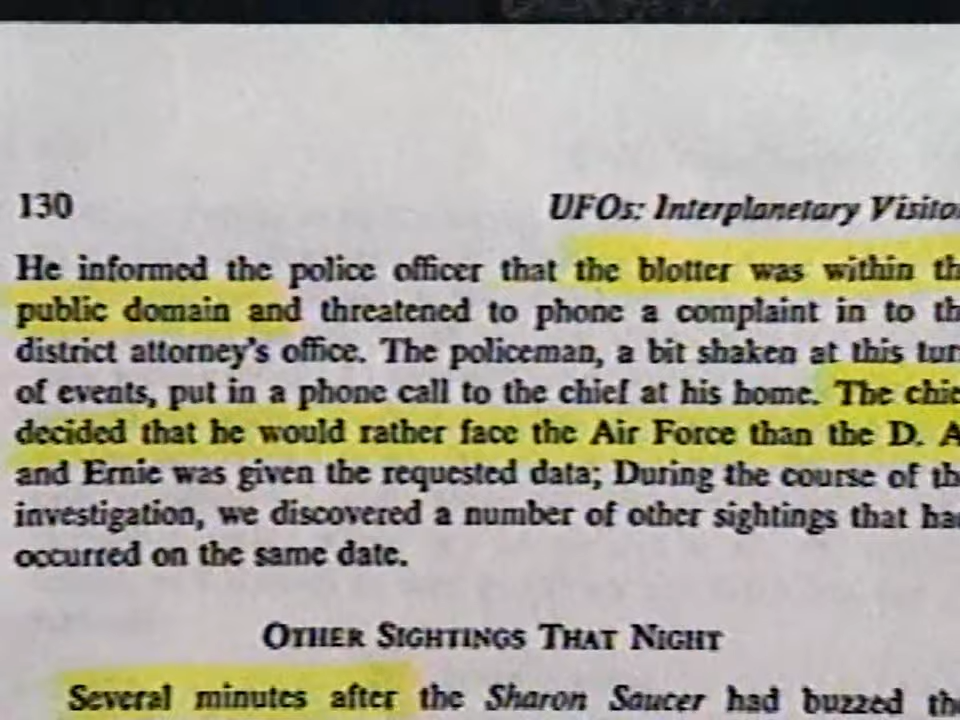 130 UFOs: Interplanetary Visito
He informed the police officer that the blotter was within th
public domain and threatened to phone a complaint in to th
district attorney's office. The policeman, a bit shaken at this tur
of events, put in a phone call to the chief at his home. The chie
decided that he would rather face the Air Force than the D. A
and Ernie was given the requested data; During the course of th
investigation, we discovered a number of other sightings that ha
occurred on the same date.
OTHER SIGHTINGS THAT NIGHT
Several minutes after the Sharon Saucer had buzzed th